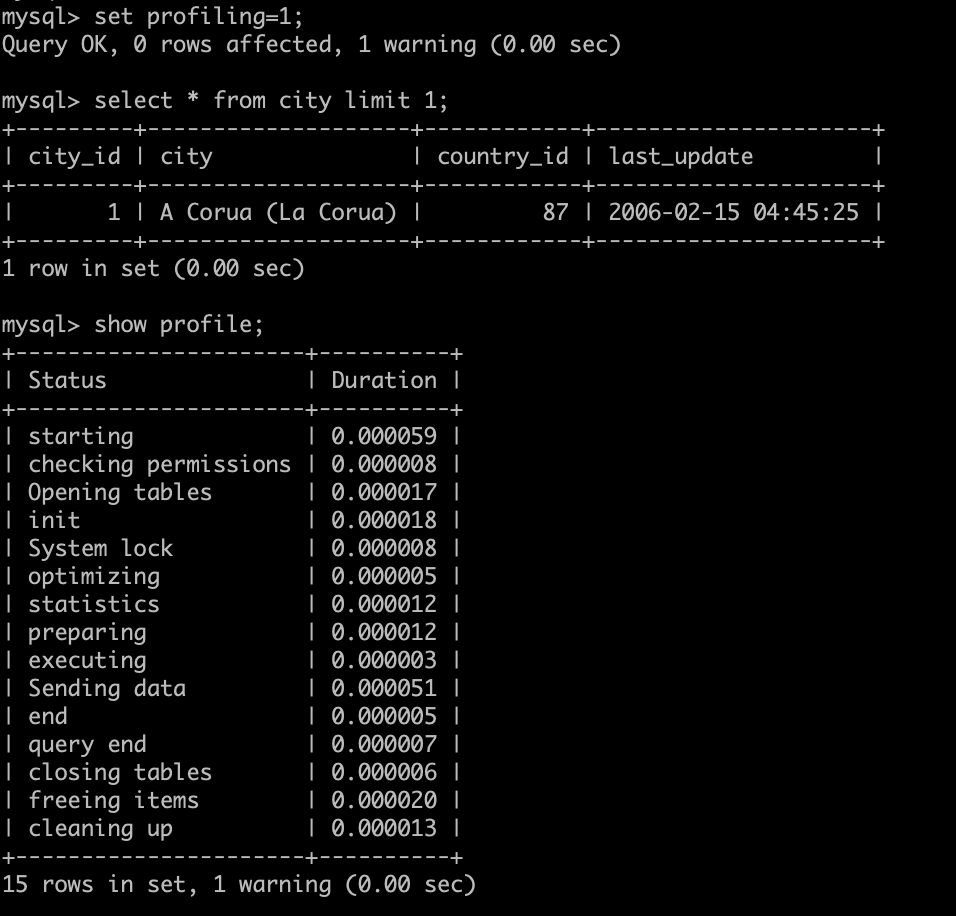 mysql> set profiling=1;
Query OK, 0 rows affected, 1 warning (0.00 sec)

mysql> select * from city limit 1;
+---------+--------------------+------------+---------------------+
| city_id | city               | country_id | last_update         |
+---------+--------------------+------------+---------------------+
|       1 | A Corua (La Corua) |         87 | 2006-02-15 04:45:25 |
+---------+--------------------+------------+---------------------+
1 row in set (0.00 sec)

mysql> show profile;
+----------------------+----------+
| Status               | Duration |
+----------------------+----------+
| starting             | 0.000059 |
| checking permissions | 0.000008 |
| Opening tables       | 0.000017 |
| init                 | 0.000018 |
| System lock          | 0.000008 |
| optimizing           | 0.000005 |
| statistics           | 0.000012 |
| preparing            | 0.000012 |
| executing            | 0.000003 |
| Sending data         | 0.000051 |
| end                  | 0.000005 |
| query end            | 0.000007 |
| closing tables       | 0.000006 |
| freeing items        | 0.000020 |
| cleaning up          | 0.000013 |
+----------------------+----------+
15 rows in set, 1 warning (0.00 sec)